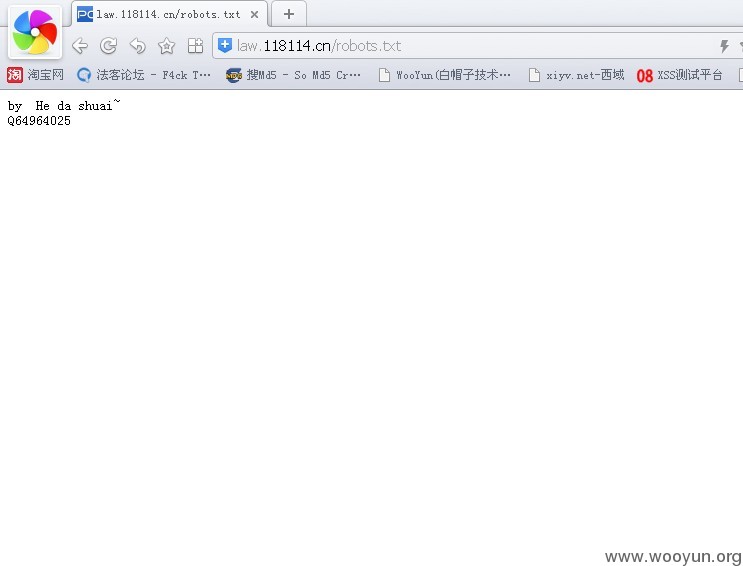 law.118114.cn/robots.txt
law.118114.cn/robots.txt
淘 淘宝网 法客论坛 - F4ck T··· 搜Md5 - So Md5 Cr··· WooYun(白帽子技术··· xiyv.net-西域 08 XSS测试平台
by He da shuai~
Q64964025
www.wooyun.org